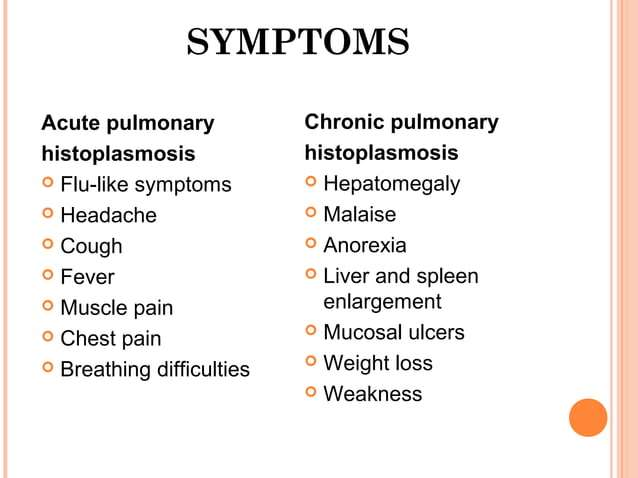 SYMPTOMS
Acute pulmonary
histoplasmosis
Flu-like symptoms
Headache
Cough
Fever
Muscle pain
Chest pain
Breathing difficulties
Chronic pulmonary
histoplasmosis
Hepatomegaly
Malaise
Anorexia
Liver and spleen
enlargement
Mucosal ulcers
Weight loss
Weakness